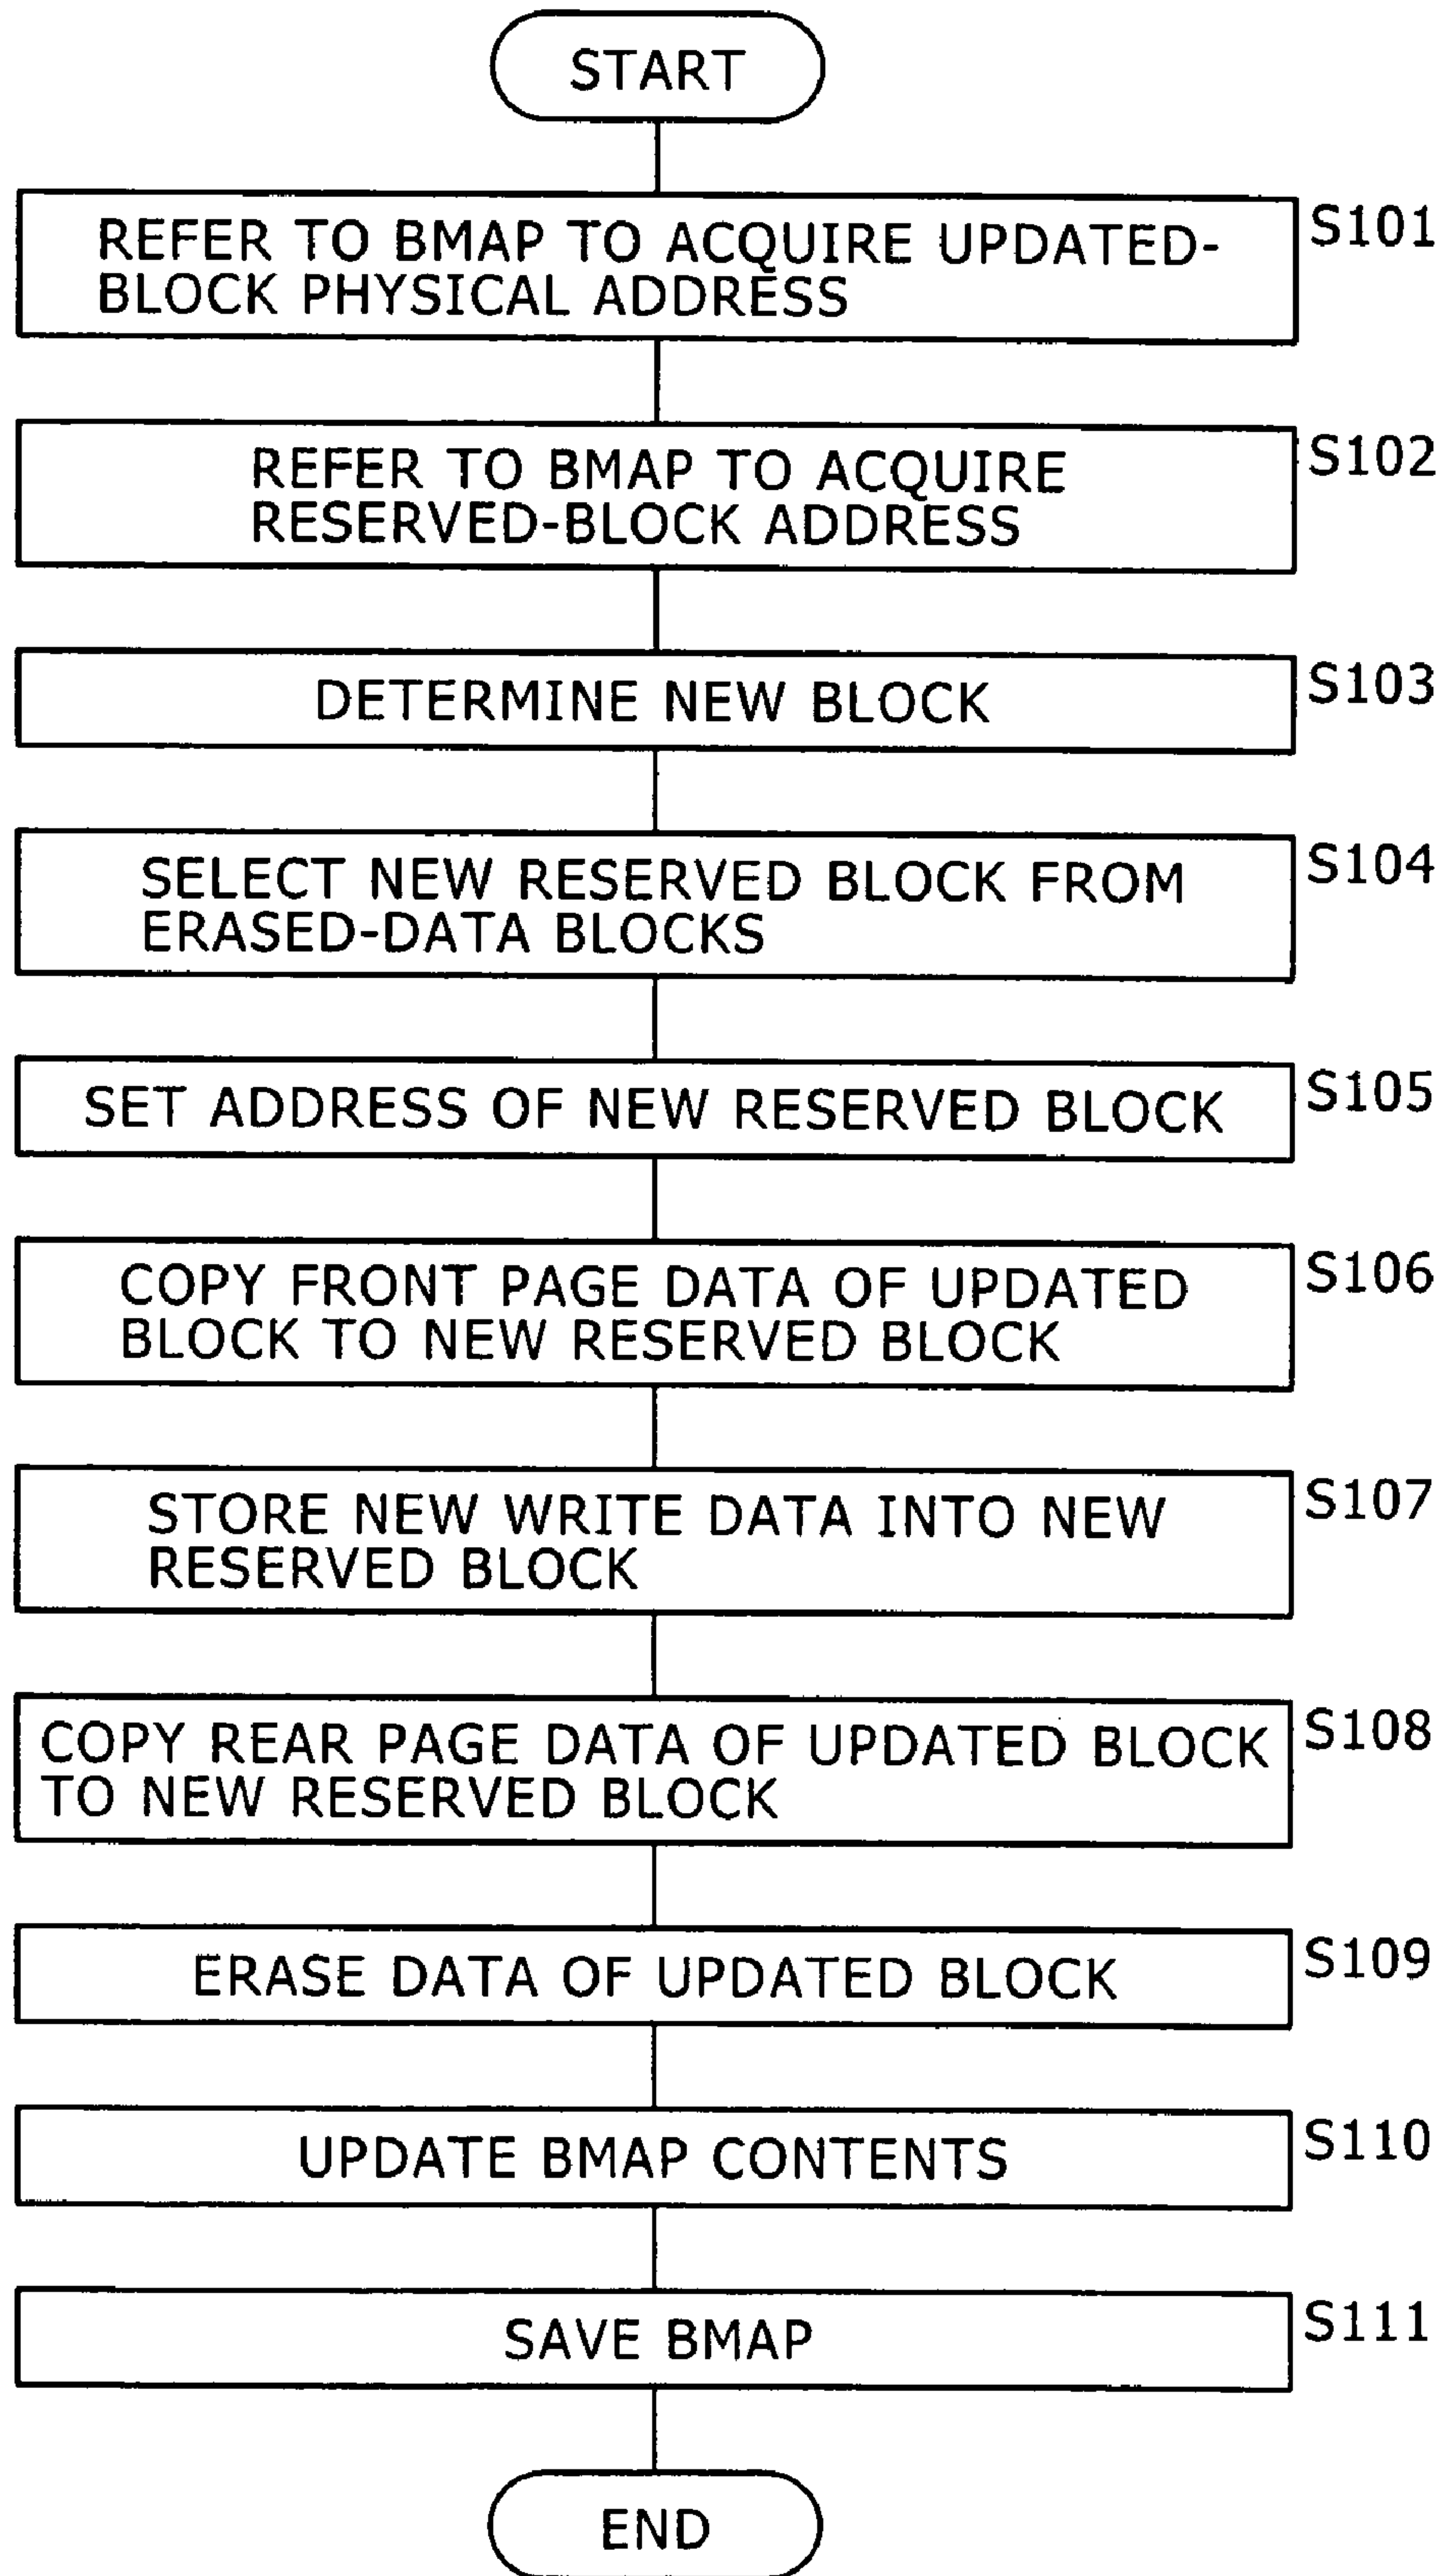 START
REFER TO BMAP TO ACQUIRE UPDATED-
BLOCK PHYSICAL ADDRESS
S101
REFER TO BMAP TO ACQUIRE
RESERVED-BLOCK ADDRESS
S102
DETERMINE NEW BLOCK
S103
SELECT NEW RESERVED BLOCK FROM
ERASED-DATA BLOCKS
S104
SET ADDRESS OF NEW RESERVED BLOCK
S105
COPY FRONT PAGE DATA OF UPDATED
BLOCK TO NEW RESERVED BLOCK
S106
STORE NEW WRITE DATA INTO NEW
RESERVED BLOCK
S107
COPY REAR PAGE DATA OF UPDATED BLOCK
TO NEW RESERVED BLOCK
S108
ERASE DATA OF UPDATED BLOCK
S109
UPDATE BMAP CONTENTS
S110
SAVE BMAP
S111
END